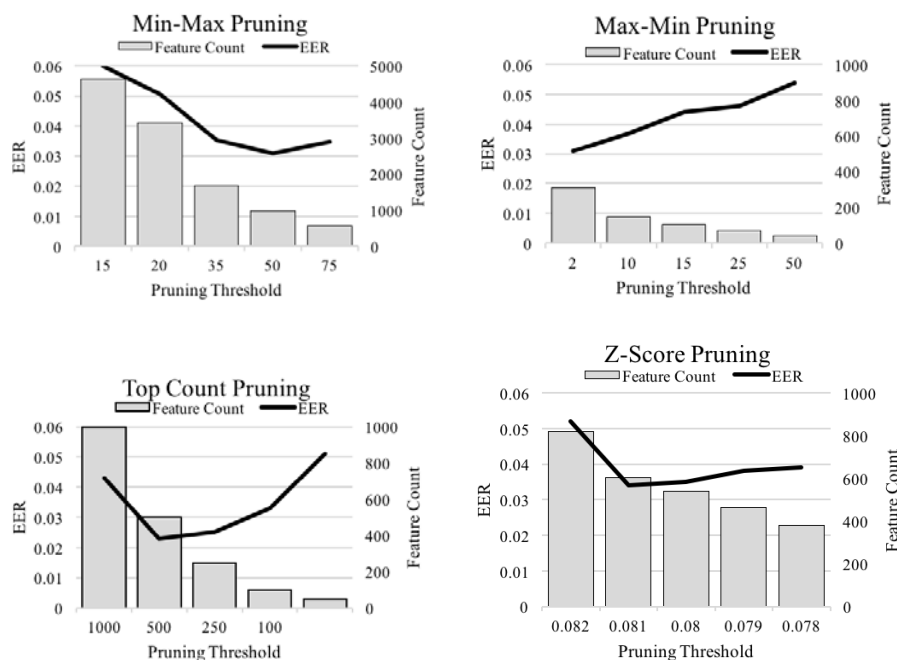 Min-Max Pruning
Feature Count EER
0.06 5000
0.05 4000
0.04 3000
0.03 2000
0.02 1000
0.01
0 0
EER
Feature Count
15 20 35 50 75
Pruning Threshold
Max-Min Pruning
Feature Count EER
0.06 1000
0.05 800
0.04 600
0.03 400
0.02 200
0.01
0 0
EER
Feature Count
2 10 15 25 50
Pruning Threshold
Top Count Pruning
Feature Count EER
0.06 1000
0.05 800
0.04 600
0.03 400
0.02 200
0.01
0 0
EER
Feature Count
1000 500 250 100
Pruning Threshold
Z-Score Pruning
Feature Count EER
0.06 1000
0.05 800
0.04 600
0.03 400
0.02 200
0.01
0 0
EER
Feature Count
0.082 0.081 0.08 0.079 0.078
Pruning Threshold